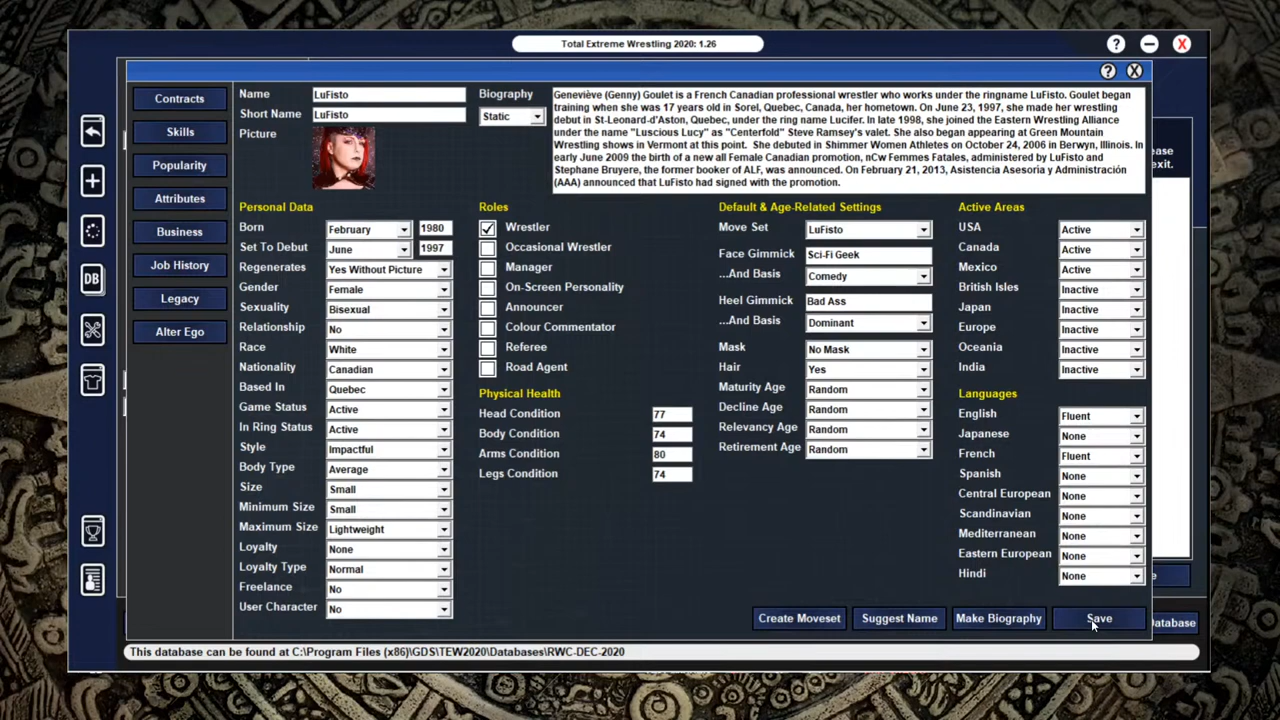 Total Extreme Wrestling 2020: 1.26
?
X
? X
Contracts
Skills
Popularity
Attributes
Business
Job History
Legacy
Alter Ego
DB
Name LuFisto
Short Name LuFisto
Picture
Biography
Static
Geneviève (Genny) Goulet is a French Canadian professional wrestler who works under the ringname LuFisto. Goulet began
training when she was 17 years old in Sorel, Quebec, Canada, her hometown. On June 23, 1997, she made her wrestling
debut in St-Leonard-d'Aston, Quebec, under the ring name Lucifer. In late 1998, she joined the Eastern Wrestling Alliance
under the name "Luscious Lucy" as "Centerfold" Steve Ramsey's valet. She also began appearing at Green Mountain
Wrestling shows in Vermont at this point.  She debuted in Shimmer Women Athletes on October 24, 2006 in Berwyn, Illinois. In
early June 2009 the birth of a new all Female Canadian promotion, nCw Femmes Fatales, administered by LuFisto and
Stephane Bruyere, the former booker of ALF, was announced. On February 21, 2013, Asistencia Asesoria y Administración
(AAA) announced that LuFisto had signed with the promotion.
Personal Data
Born February 1980
Set To Debut June 1997
Regenerates Yes Without Picture
Gender Female
Sexuality Bisexual
Relationship No
Race White
Nationality Canadian
Based In Quebec
Game Status Active
In Ring Status Active
Style Impactful
Body Type Average
Size Small
Minimum Size Small
Maximum Size Lightweight
Loyalty None
Loyalty Type Normal
Freelance No
User Character No
Roles
Wrestler
Occasional Wrestler
Manager
On-Screen Personality
Announcer
Colour Commentator
Referee
Road Agent
Physical Health
Head Condition 77
Body Condition 74
Arms Condition 80
Legs Condition 74
Default & Age-Related Settings
Move Set LuFisto
Face Gimmick Sci-Fi Geek
...And Basis Comedy
Heel Gimmick Bad Ass
...And Basis Dominant
Mask No Mask
Hair Yes
Maturity Age Random
Decline Age Random
Relevancy Age Random
Retirement Age Random
Active Areas
USA Active
Canada Active
Mexico Active
British Isles Inactive
Japan Inactive
Europe Inactive
Oceania Inactive
India Inactive
Languages
English Fluent
Japanese None
French Fluent
Spanish None
Central European None
Scandinavian None
Mediterranean None
Eastern European None
Hindi None
Create Moveset
Suggest Name
Make Biography
Save
ease
exit.
e
Database
This database can be found at C:\Program Files (x86)\GDS\TEW2020\Databases\RWC-DEC-2020